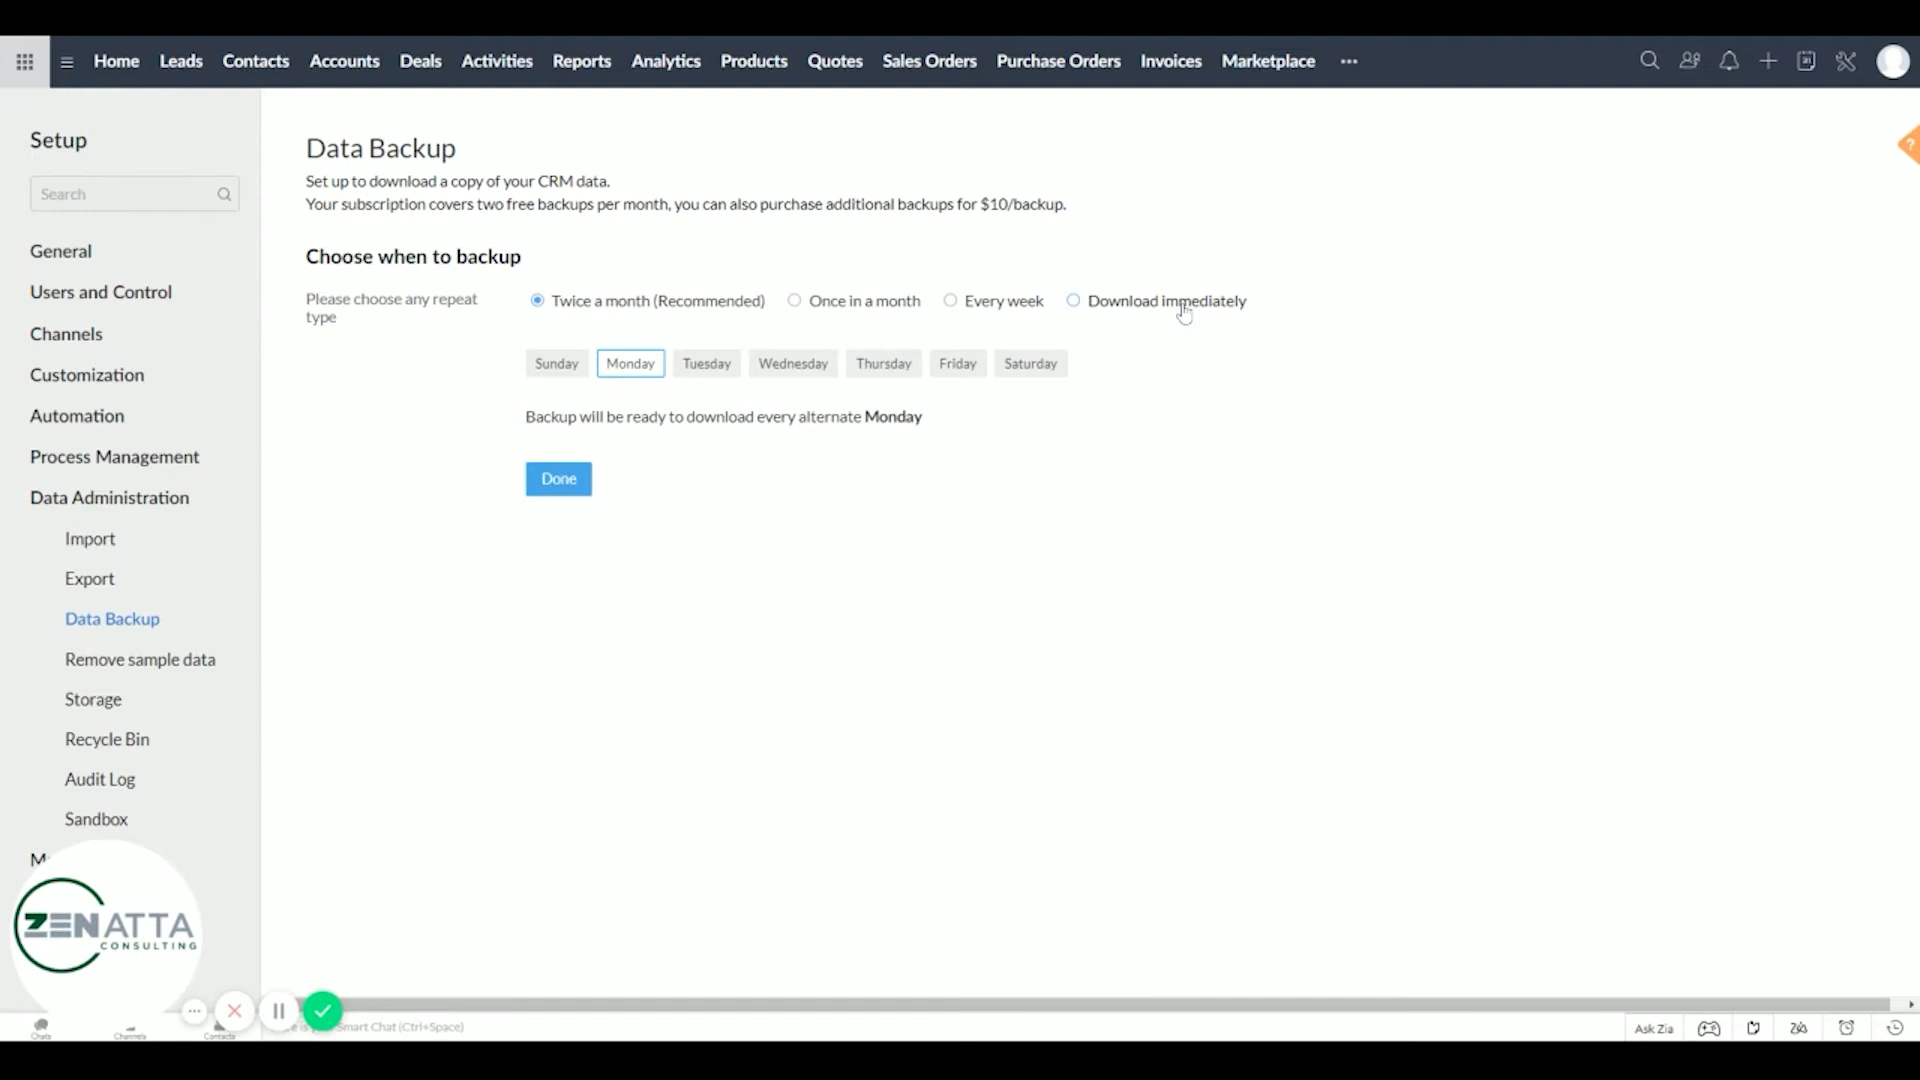 Home Leads Contacts Accounts Deals Activities Reports Analytics Products Quotes Sales Orders Purchase Orders Invoices Marketplace ...
Setup
Search
General
Users and Control
Channels
Customization
Automation
Process Management
Data Administration
Import
Export
Data Backup
Remove sample data
Storage
Recycle Bin
Audit Log
Sandbox
ZENATTA
CONSULTING
Data Backup
Set up to download a copy of your CRM data.
Your subscription covers two free backups per month, you can also purchase additional backups for $10/backup.
Choose when to backup
Please choose any repeat
type
Twice a month (Recommended) Once in a month Every week Download immediately
Sunday Monday Tuesday Wednesday Thursday Friday Saturday
Backup will be ready to download every alternate Monday
Done
?
Chats Channels Contacts
Smart Chat (Ctrl+Space)
Ask Zia